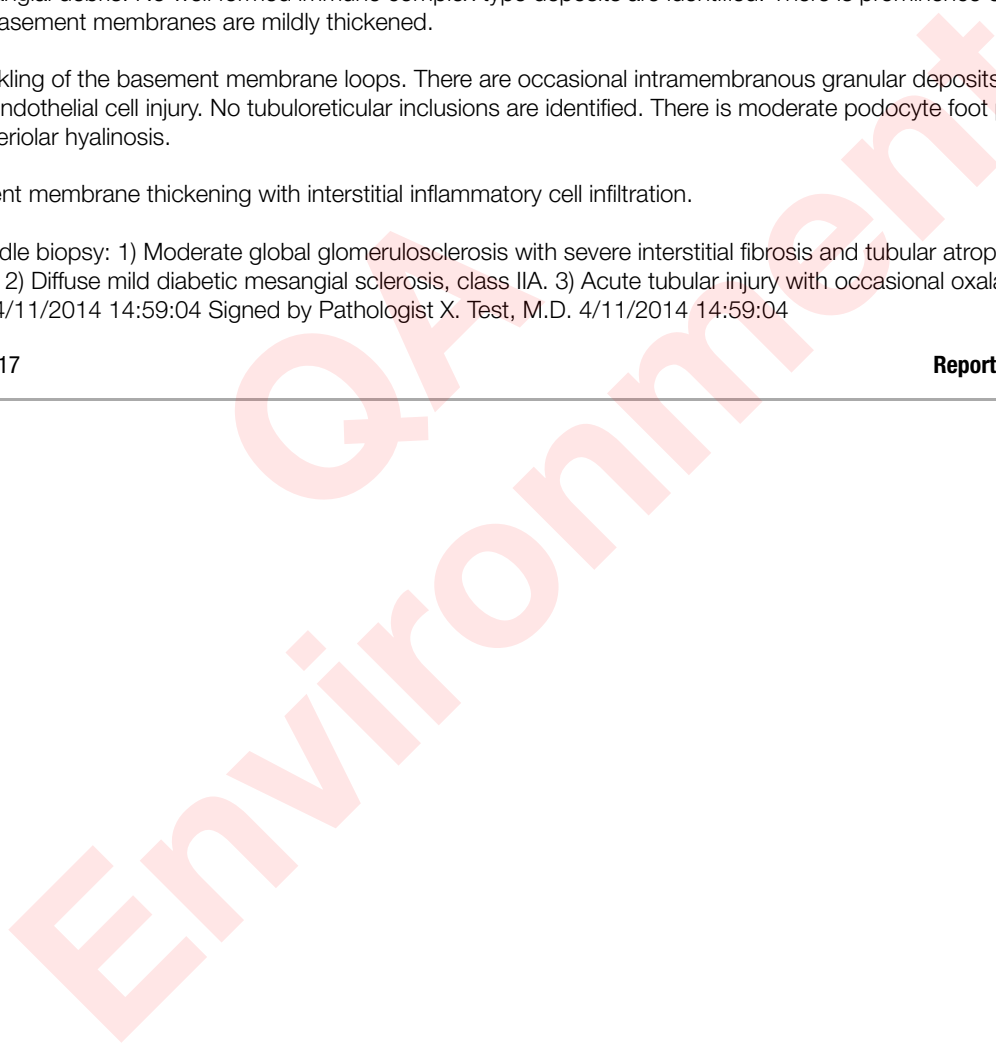 angial debris. No well formed immune complex type deposits are identified. There is prominence
asement membranes are mildly thickened.
kling of the basement membrane loops. There are occasional intramembranous granular deposits
ndothelial cell injury. No tubuloreticular inclusions are identified. There is moderate podocyte foot
eriolar hyalinosis.
ent membrane thickening with interstitial inflammatory cell infiltration.
dle biopsy: 1) Moderate global glomerulosclerosis with severe interstitial fibrosis and tubular atrop
2) Diffuse mild diabetic mesangial sclerosis, class IIA. 3) Acute tubular injury with occasional oxala
4/11/2014 14:59:04 Signed by Pathologist X. Test, M.D. 4/11/2014 14:59:04
17 Report
QA
Environment